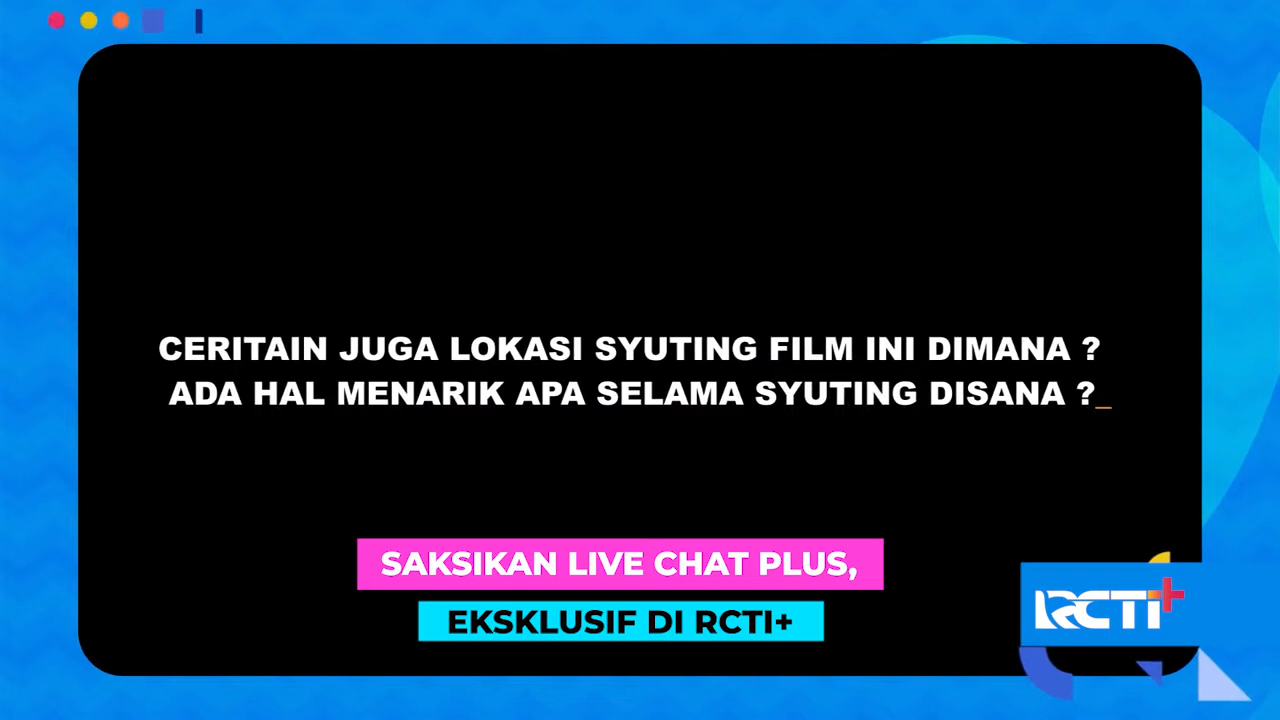 CERITAIN JUGA LOKASI SYUTING FILM INI DIMANA ?
ADA HAL MENARIK APA SELAMA SYUTING DISANA ?_
SAKSIKAN LIVE CHAT PLUS,
EKSKLUSIF DI RCTI+
RCTI+